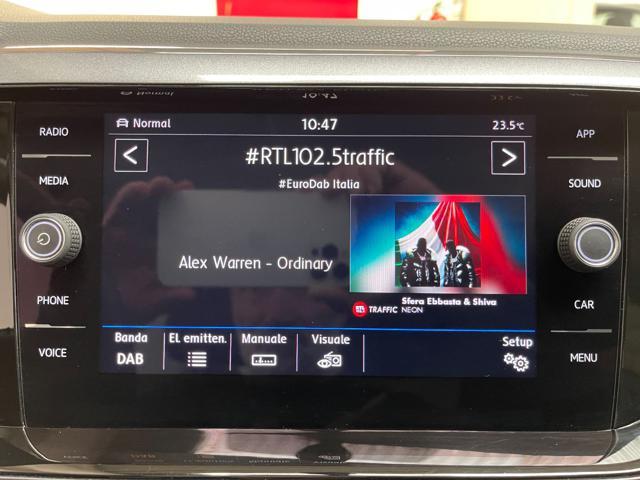 RADIO
MEDIA
PHONE
VOICE
Normal
10:47
23.5°C
#RTL102.5traffic
#EuroDab Italia
Alex Warren - Ordinary
Sfera Ebbasta & Shiva
TRAFFIC NEON
Banda
DAB
El. emitten.
Manuale
Visuale
Setup
APP
SOUND
CAR
MENU